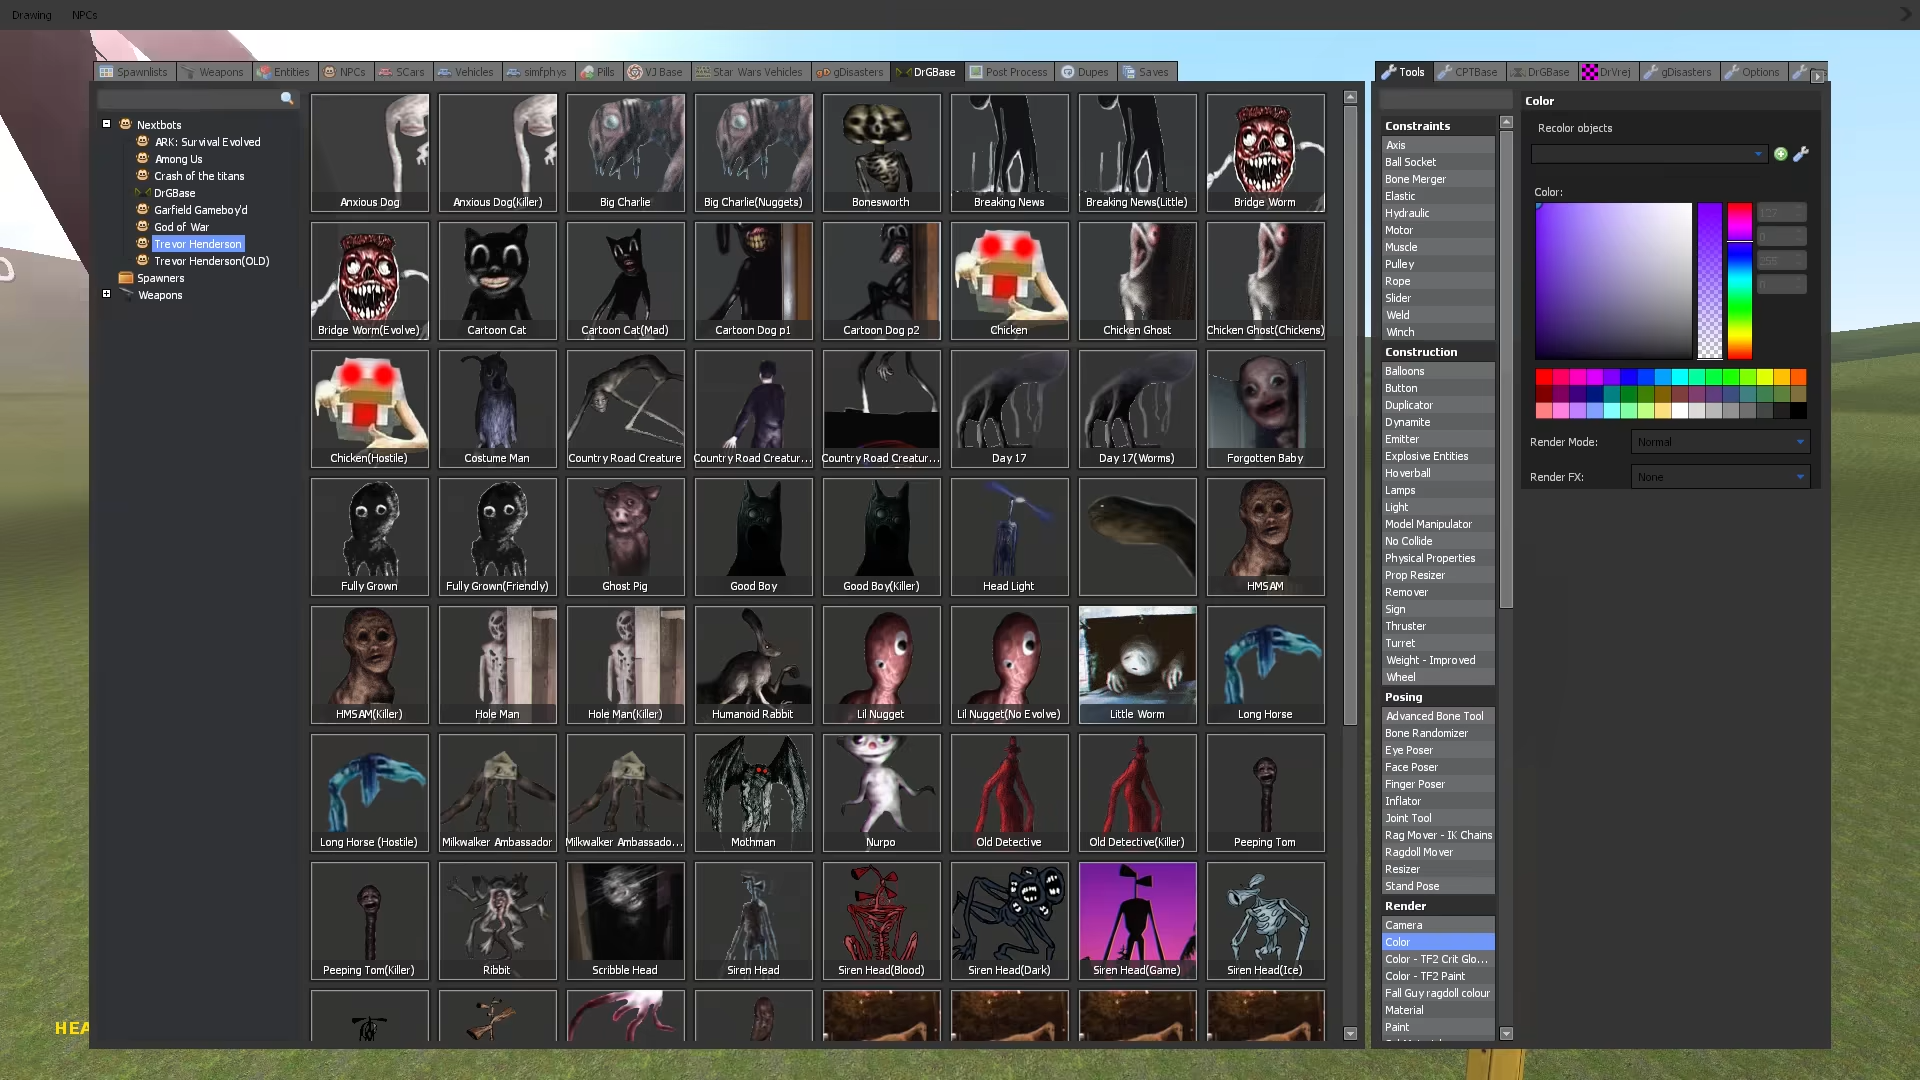 Drawing NPCs
Spawnlists Weapons Entities NPCs SCars Vehicles simfphys Pills VJ Base Star Wars Vehicles gDisasters DrGBase Post Process Dupes Saves
Nextbots
ARK: Survival Evolved
Among Us
Crash of the titans
DrGBase
Garfield Gameboy'd
God of War
Trevor Henderson
Trevor Henderson(OLD)
Spawners
Weapons
Anxious Dog Anxious Dog(Killer) Big Charlie Big Charlie(Nuggets) Bonesworth Breaking News Breaking News(Little) Bridge Worm
Bridge Worm(Evolve) Cartoon Cat Cartoon Cat(Mad) Cartoon Dog p1 Cartoon Dog p2 Chicken Chicken Ghost Chicken Ghost(Chickens)
Chicken(Hostile) Costume Man Country Road Creature Country Road Creatur... Country Road Creatur... Day 17 Day 17(Worms) Forgotten Baby
Fully Grown Fully Grown(Friendly) Ghost Pig Good Boy Good Boy(Killer) Head Light HMSAM
HMSAM(Killer) Hole Man Hole Man(Killer) Humanoid Rabbit Lil Nugget Lil Nugget(No Evolve) Little Worm Long Horse
Long Horse (Hostile) Milkwalker Ambassador Milkwalker Ambassado... Mothman Nurpo Old Detective Old Detective(Killer) Peeping Tom
Peeping Tom(Killer) Ribbit Scribble Head Siren Head Siren Head(Blood) Siren Head(Dark) Siren Head(Game) Siren Head(Ice)
HEA
Tools CPTBase DrGBase DrVrej gDisasters Options
Constraints
Axis
Ball Socket
Bone Merger
Elastic
Hydraulic
Motor
Muscle
Pulley
Rope
Slider
Weld
Winch
Construction
Balloons
Button
Duplicator
Dynamite
Emitter
Explosive Entities
Hoverball
Lamps
Light
Model Manipulator
No Collide
Physical Properties
Prop Resizer
Remover
Sign
Thruster
Turret
Weight - Improved
Wheel
Posing
Advanced Bone Tool
Bone Randomizer
Eye Poser
Face Poser
Finger Poser
Inflator
Joint Tool
Rag Mover - IK Chains
Ragdoll Mover
Resizer
Stand Pose
Render
Camera
Color
Color - TF2 Crit Glo...
Color - TF2 Paint
Fall Guy ragdoll colour
Material
Paint
Color
Recolor objects
Color:
127
0
255
0
Render Mode: Normal
Render FX: None